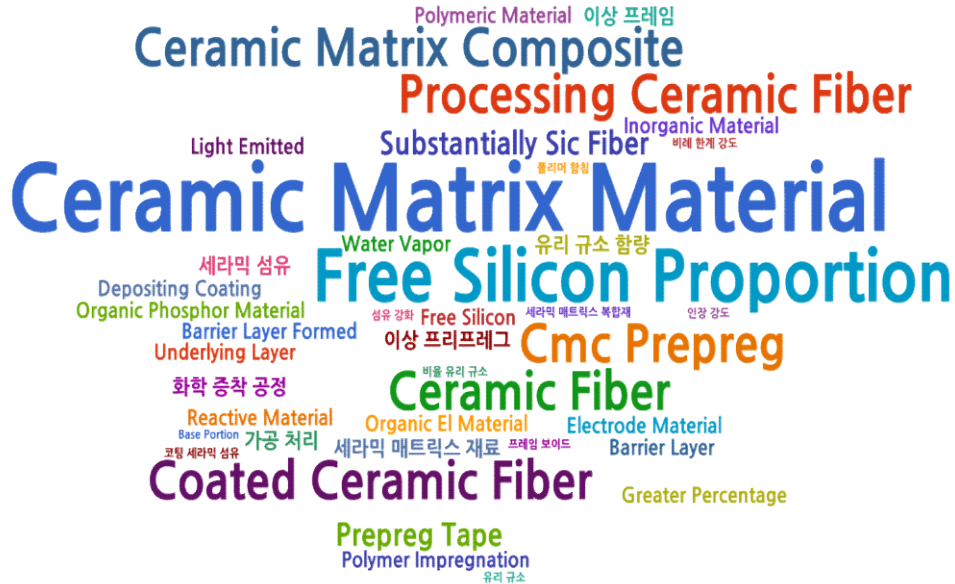 Polymeric Material 이상 프레임
Ceramic Matrix Composite
Processing Ceramic Fiber
Inorganic Material
Light Emitted Substantially Sic Fiber 비례 한계 강도
폴리머 함침
Ceramic Matrix Material
Water Vapor 유리 규소 함량
세라믹 섬유 Free Silicon Proportion
Depositing Coating
Organic Phosphor Material 섬유 강화 Free Silicon 세라믹 매트릭스 복합재 인장 강도
Barrier Layer Formed 이상 프리프레그 Cmc Prepreg
Underlying Layer
비율 유리 규소
화학 증착 공정 Ceramic Fiber
Reactive Material Organic El Material Electrode Material
Base Portion 가공 처리 세라믹 매트릭스 재료 프레임 보이드 Barrier Layer
코팅 세라믹 섬유
Coated Ceramic Fiber Greater Percentage
Prepreg Tape
Polymer Impregnation
유리 규소